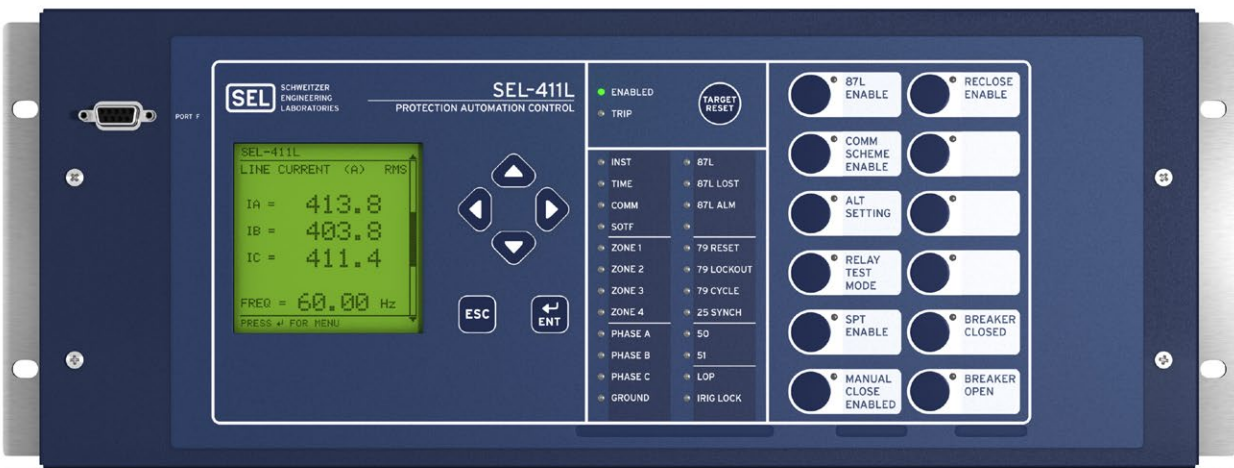 PORT F
SEL
SCHWEITZER
ENGINEERING
LABORATORIES
SEL-411L
PROTECTION AUTOMATION CONTROL
SEL-411L
LINE CURRENT (A) RMS
IA = 413.8
IB = 403.8
IC = 411.4
FREQ = 60.00 Hz
PRESS ↵ FOR MENU
ESC
ENT
ENABLED
TRIP
TARGET
RESET
INST
TIME
COMM
SOTF
ZONE 1
ZONE 2
ZONE 3
ZONE 4
PHASE A
PHASE B
PHASE C
GROUND
87L
87L LOST
87L ALM
79 RESET
79 LOCKOUT
79 CYCLE
25 SYNCH
50
51
LOP
IRIG LOCK
87L
ENABLE
COMM
SCHEME
ENABLE
ALT
SETTING
RELAY
TEST
MODE
SPT
ENABLE
MANUAL
CLOSE
ENABLED
RECLOSE
ENABLE
BREAKER
CLOSED
BREAKER
OPEN